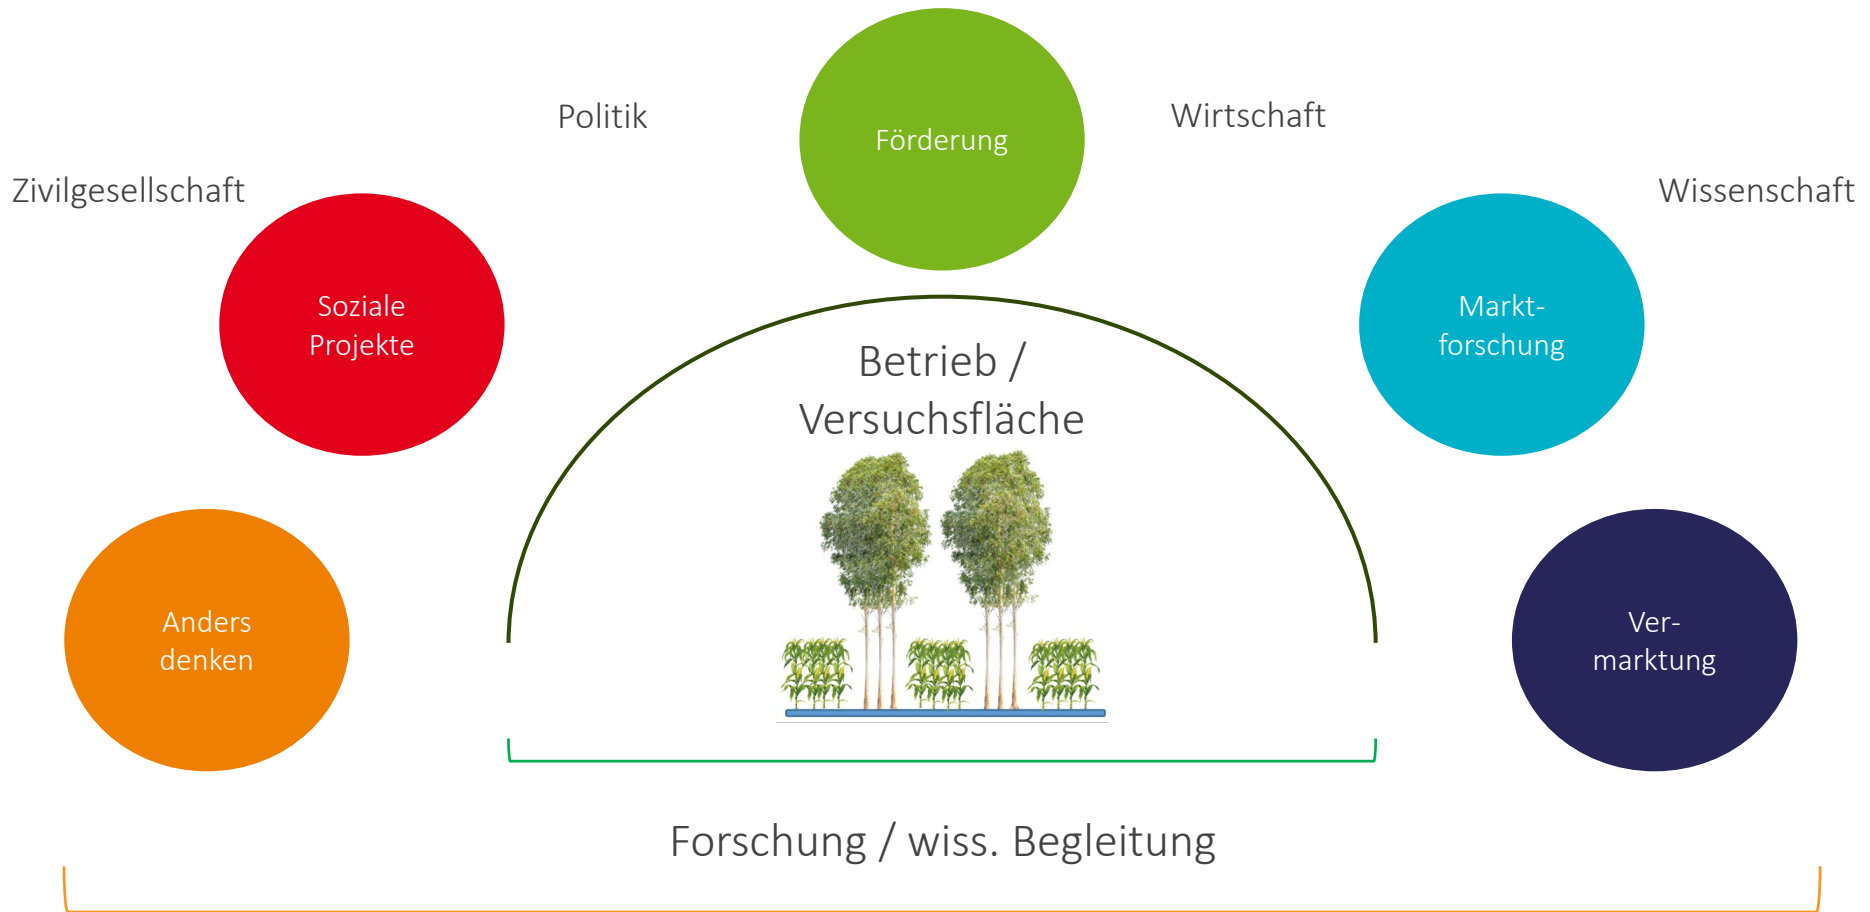 Politik
Förderung
Wirtschaft
Zivilgesellschaft
Wissenschaft
Soziale
Projekte
Markt-
forschung
Betrieb /
Versuchsfläche
Anders
denken
Ver-
marktung
Forschung / wiss. Begleitung